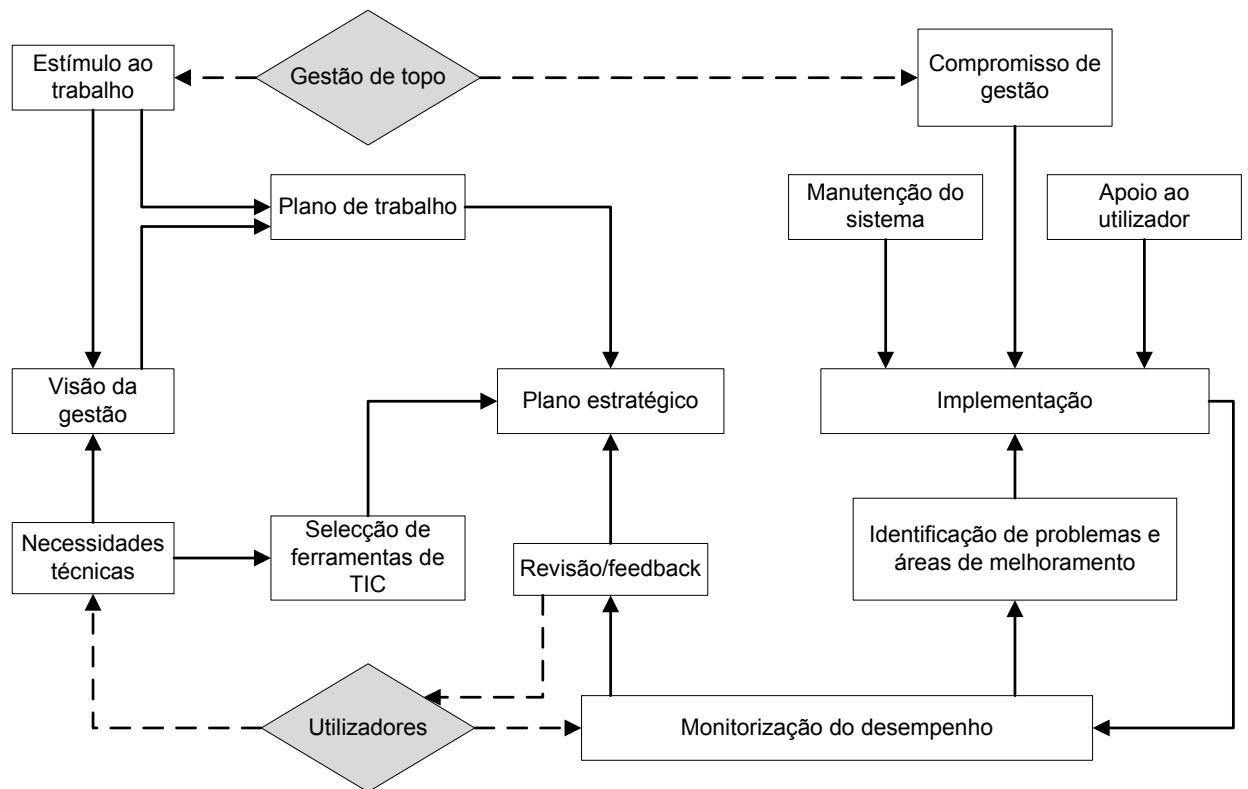 Estímulo ao
trabalho
Gestão de topo
Compromisso de
gestão
Plano de trabalho
Manutenção do
sistema
Apoio ao
utilizador
Visão da
gestão
Plano estratégico
Implementação
Necessidades
técnicas
Selecção de
ferramentas de
TIC
Revisão/feedback
Identificação de problemas e
áreas de melhoramento
Utilizadores
Monitorização do desempenho